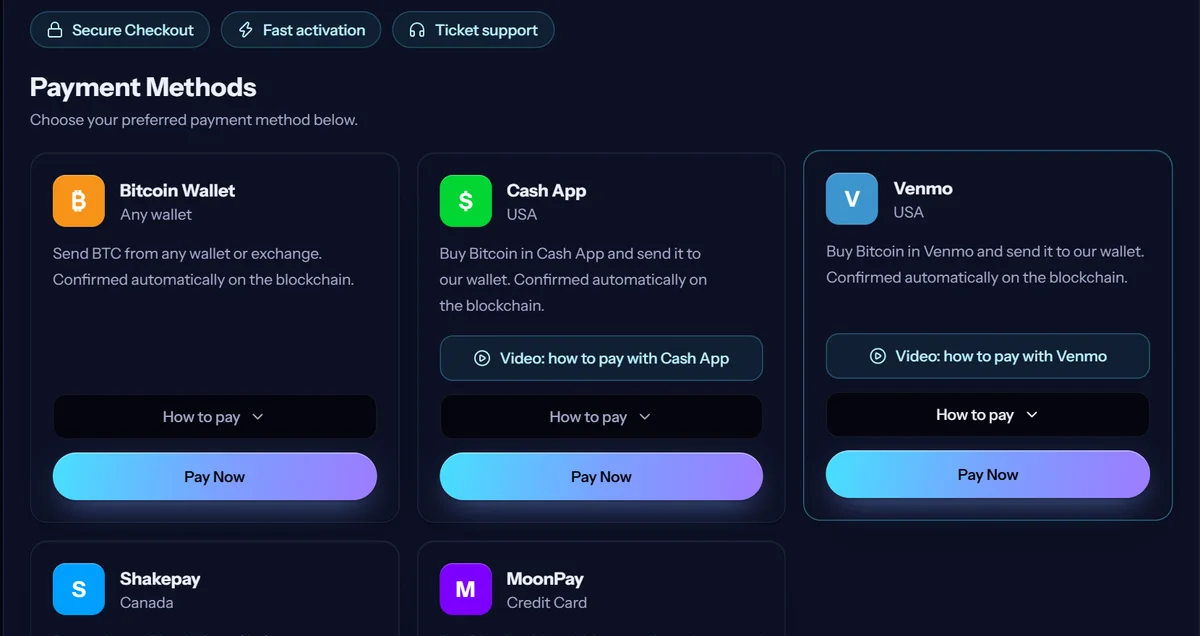 Secure Checkout
Fast activation
Ticket support
Payment Methods
Choose your preferred payment method below.
Bitcoin Wallet
Any wallet
Send BTC from any wallet or exchange.
Confirmed automatically on the blockchain.
How to pay
Pay Now
$
Cash App
USA
Buy Bitcoin in Cash App and send it to
our wallet. Confirmed automatically on
the blockchain.
Video: how to pay with Cash App
How to pay
Pay Now
V
Venmo
USA
Buy Bitcoin in Venmo and send it to our wallet.
Confirmed automatically on the blockchain.
Video: how to pay with Venmo
How to pay
Pay Now
S
Shakepay
Canada
M
MoonPay
Credit Card